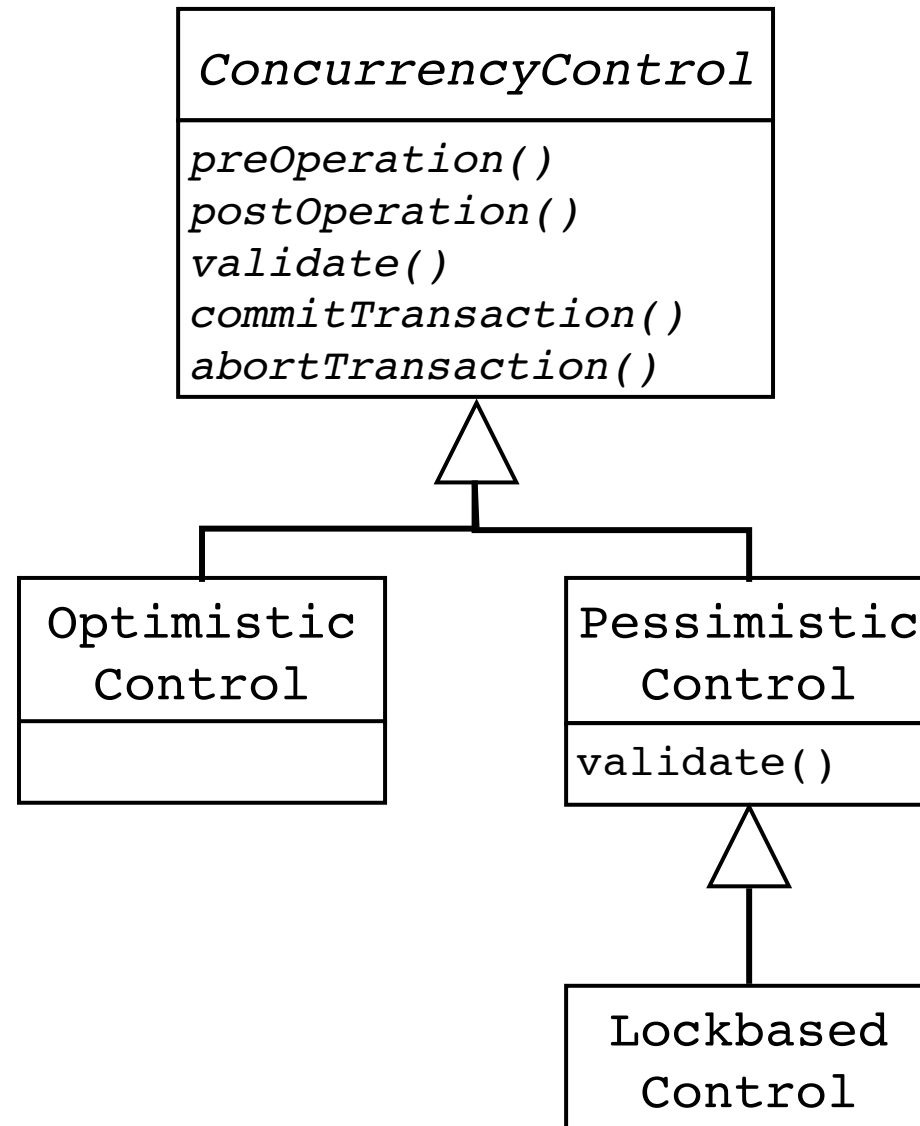 ConcurrencyControl
preOperation()
postOperation()
validate()
commitTransaction()
abortTransaction()
Optimistic
Control
Pessimistic
Control
validate()
Lockbased
Control